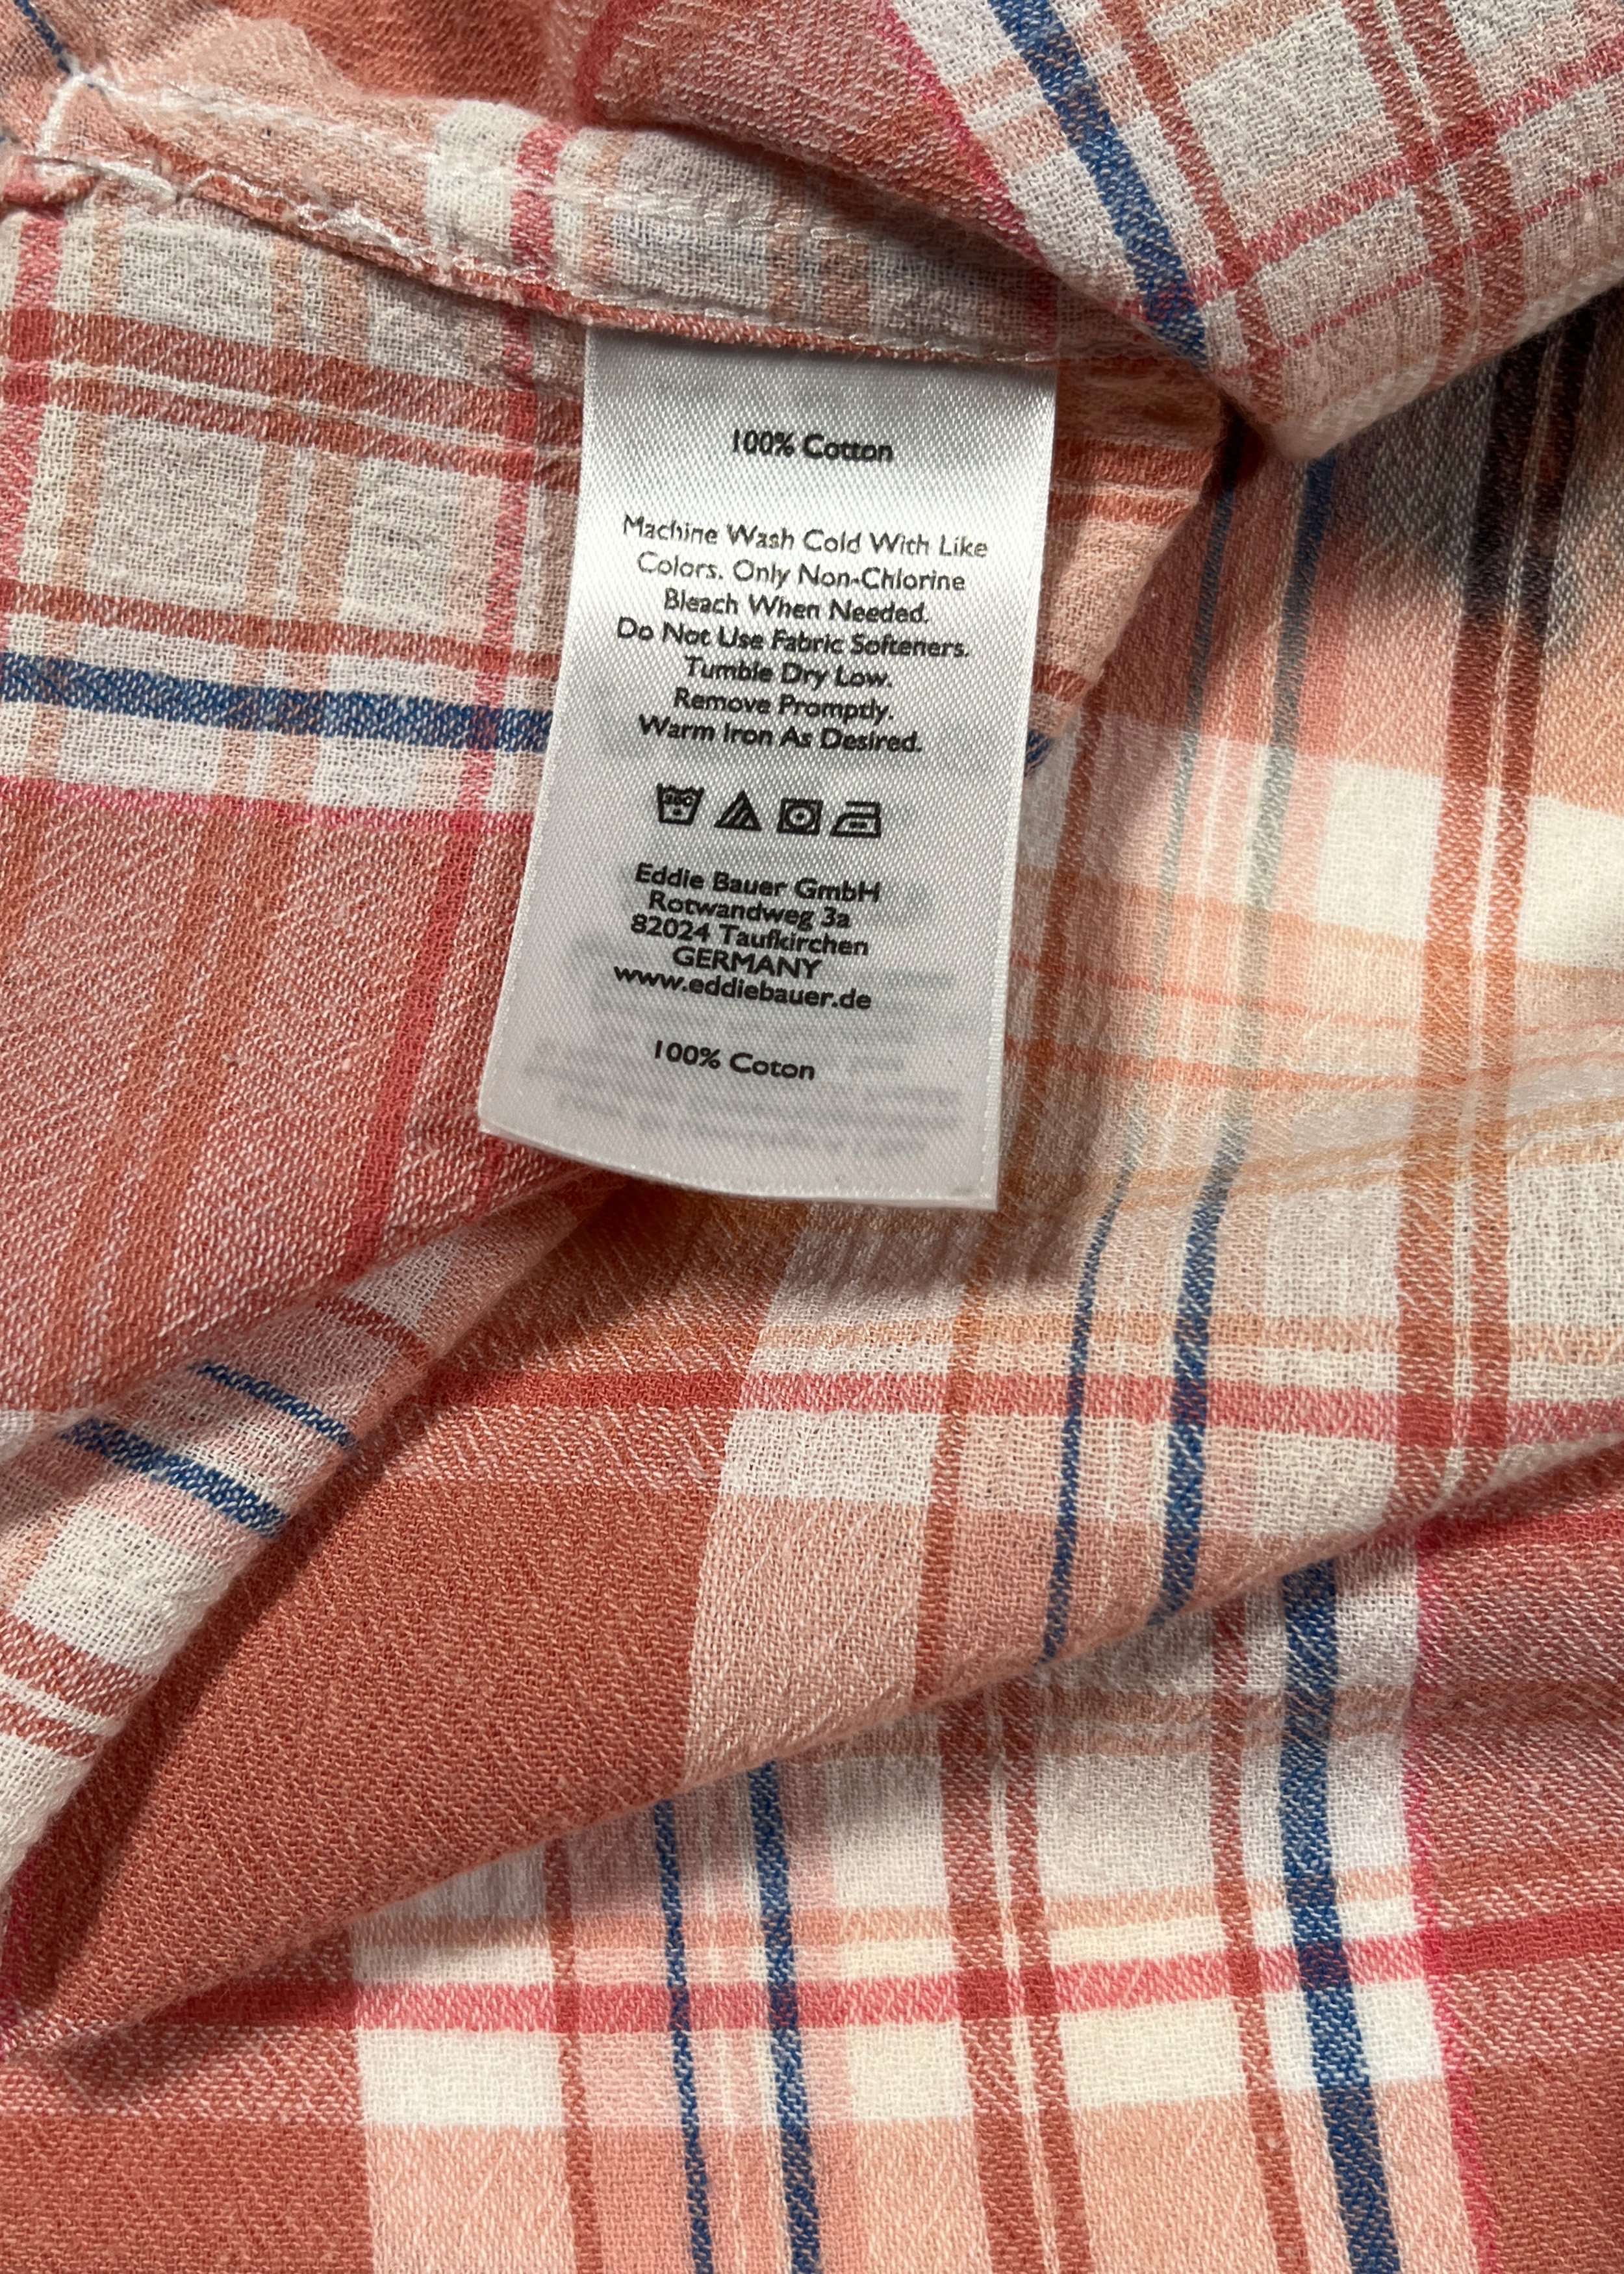 100% Cotton
Machine Wash Cold With Like
Colors. Only Non-Chlorine
Bleach When Needed.
Do Not Use Fabric Softeners.
Tumble Dry Low.
Remove Promptly.
Warm Iron As Desired.
Eddie Bauer GmbH
Rotwandweg 3a
82024 Taufkirchen
GERMANY
www.eddiebauer.de
100% Coton